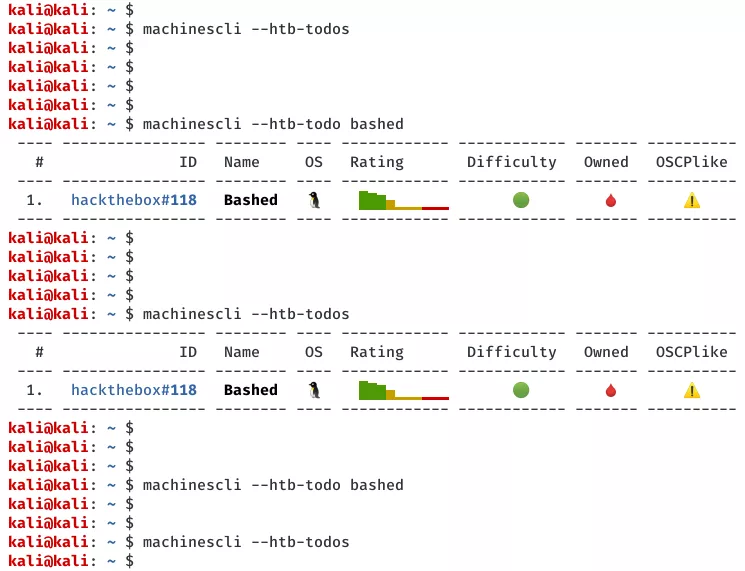 kali@kali: ~ $
kali@kali: ~ $ machinescli --htb-todos
kali@kali: ~ $
kali@kali: ~ $
kali@kali: ~ $
kali@kali: ~ $
kali@kali: ~ $ machinescli --htb-todo bashed
---- ---------------- -------- ---- ------------ ------------ -------- ----------
# ID Name OS Rating Difficulty Owned OSCPlike
---- ---------------- -------- ---- ------------ ------------ -------- ----------
1. hackthebox#118 Bashed 🐧 🟢 🩸 ⚠️
---- ---------------- -------- ---- ------------ ------------ -------- ----------
kali@kali: ~ $
kali@kali: ~ $
kali@kali: ~ $
kali@kali: ~ $
kali@kali: ~ $ machinescli --htb-todos
---- ---------------- -------- ---- ------------ ------------ -------- ----------
# ID Name OS Rating Difficulty Owned OSCPlike
---- ---------------- -------- ---- ------------ ------------ -------- ----------
1. hackthebox#118 Bashed 🐧 🟢 🩸 ⚠️
---- ---------------- -------- ---- ------------ ------------ -------- ----------
kali@kali: ~ $
kali@kali: ~ $
kali@kali: ~ $
kali@kali: ~ $ machinescli --htb-todo bashed
kali@kali: ~ $
kali@kali: ~ $
kali@kali: ~ $ machinescli --htb-todos
kali@kali: ~ $